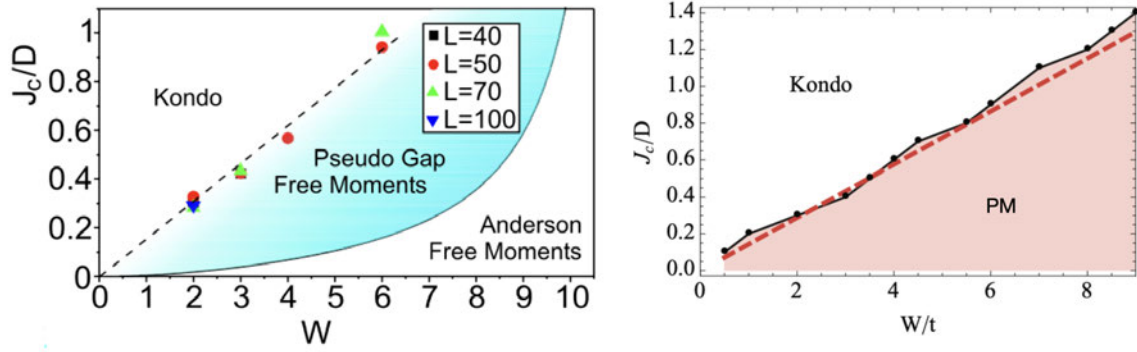 J_c/D
1
0.8
0.6
0.4
0.2
0
Kondo
L=40
L=50
L=70
L=100
Pseudo Gap
Free Moments
Anderson
Free Moments
0 1 2 3 4 5 6 7 8 9 10
W
J_c/D
1.4
1.2
1.0
0.8
0.6
0.4
0.2
0.0
Kondo
PM
0 2 4 6 8
W/t